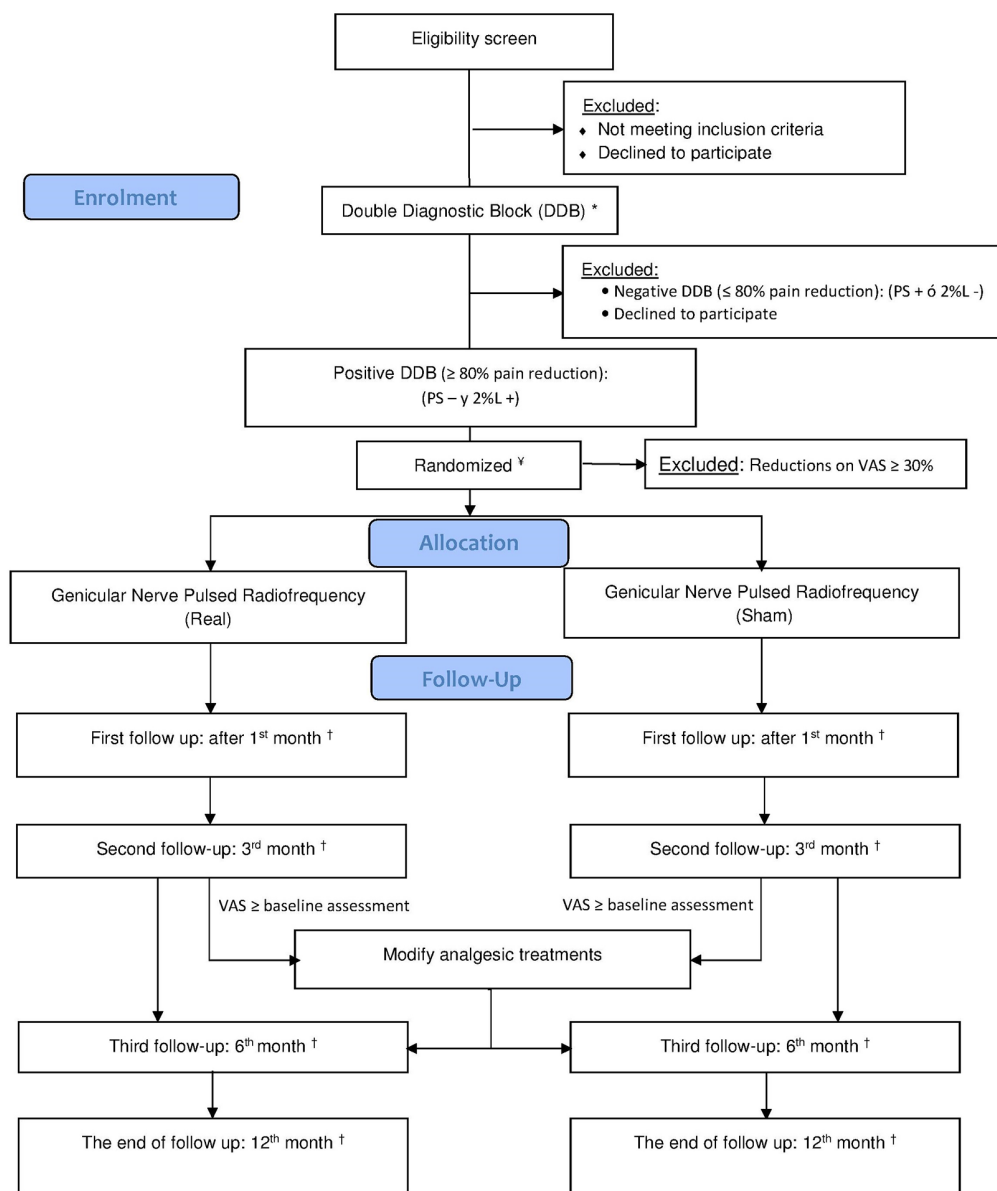 Eligibility screen
Excluded:
♦ Not meeting inclusion criteria
♦ Declined to participate
Enrolment
Double Diagnostic Block (DDB) *
Excluded:
• Negative DDB (≤ 80% pain reduction): (PS + ó 2%L -)
• Declined to participate
Positive DDB (≥ 80% pain reduction):
(PS – y 2%L +)
Randomized ¥
Excluded: Reductions on VAS ≥ 30%
Allocation
Genicular Nerve Pulsed Radiofrequency
(Real)
Genicular Nerve Pulsed Radiofrequency
(Sham)
Follow-Up
First follow up: after 1st month †
First follow up: after 1st month †
Second follow-up: 3rd month †
Second follow-up: 3rd month †
VAS ≥ baseline assessment
VAS ≥ baseline assessment
Modify analgesic treatments
Third follow-up: 6th month †
Third follow-up: 6th month †
The end of follow up: 12th month †
The end of follow up: 12th month †